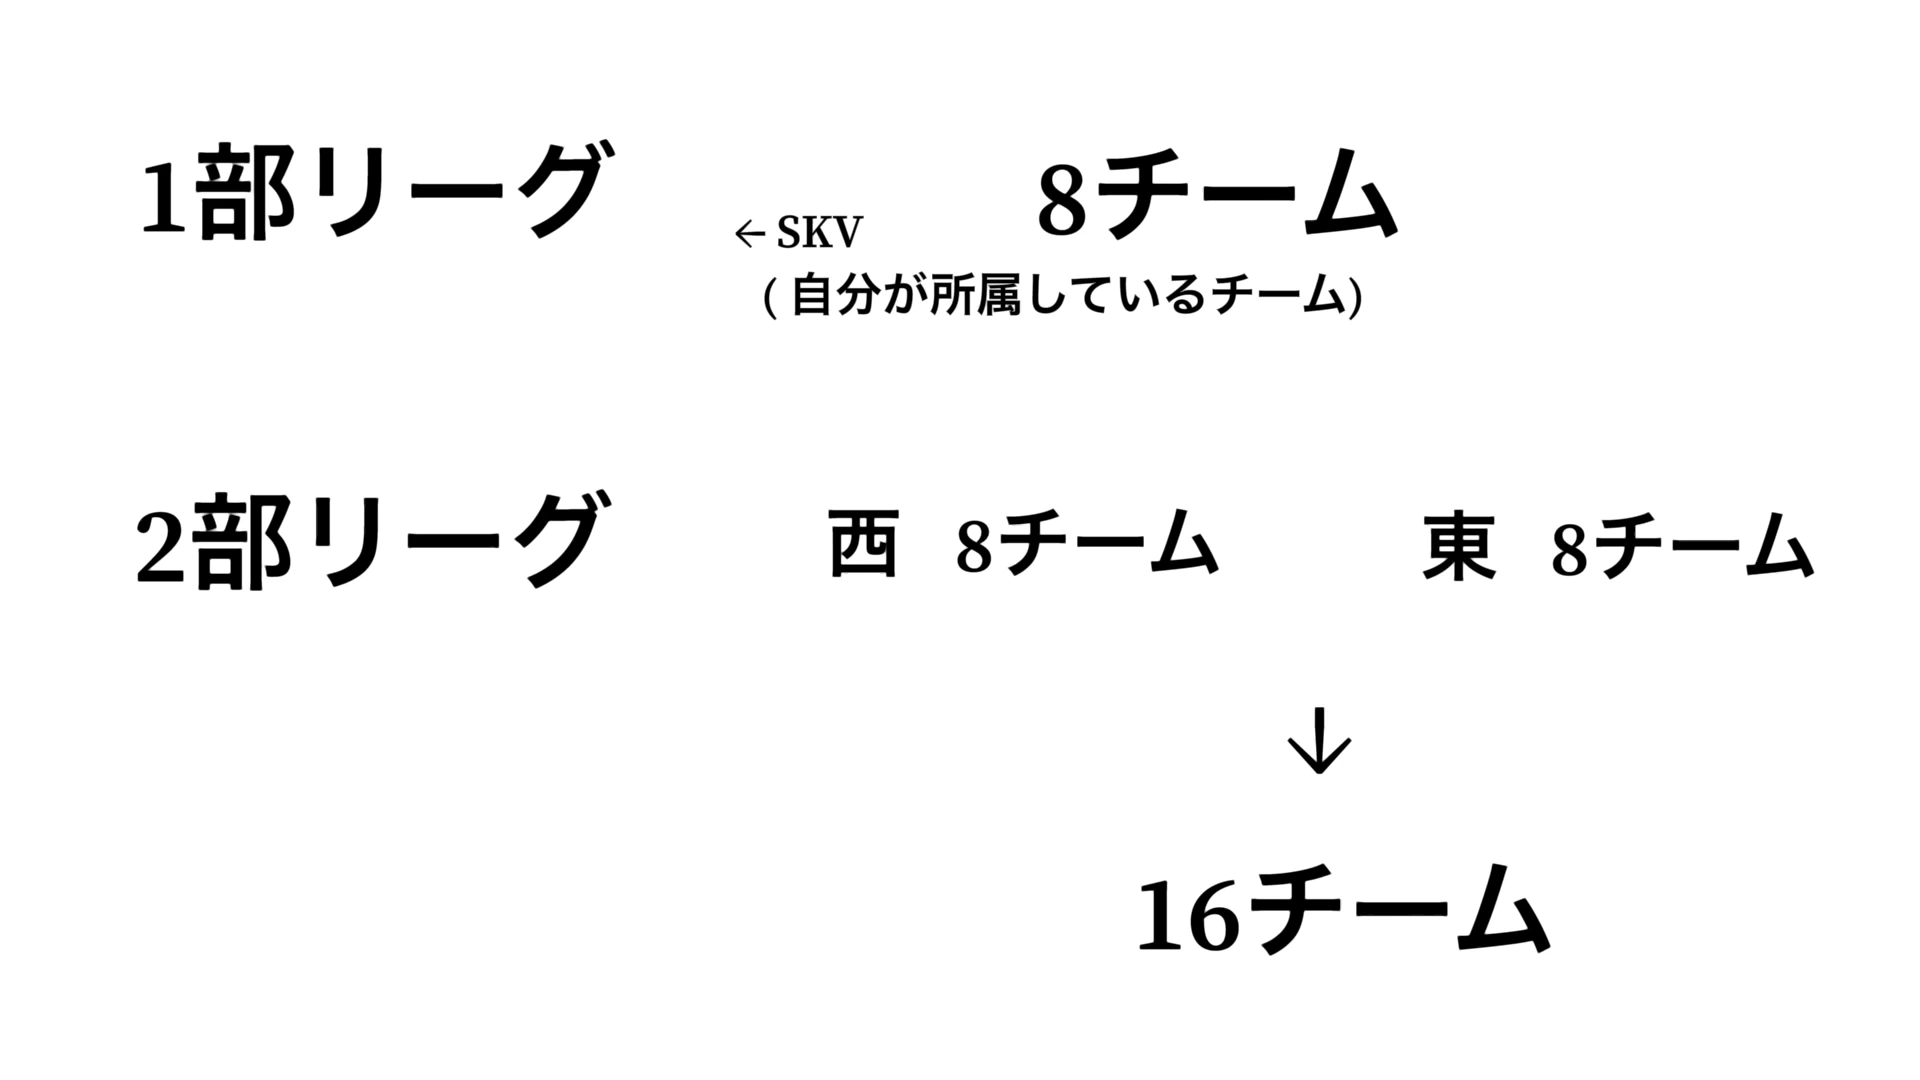 1部リーグ 8チーム
← SKV
( 自分が所属しているチーム)
2部リーグ 西 8チーム 東 8チーム
↓
16チーム